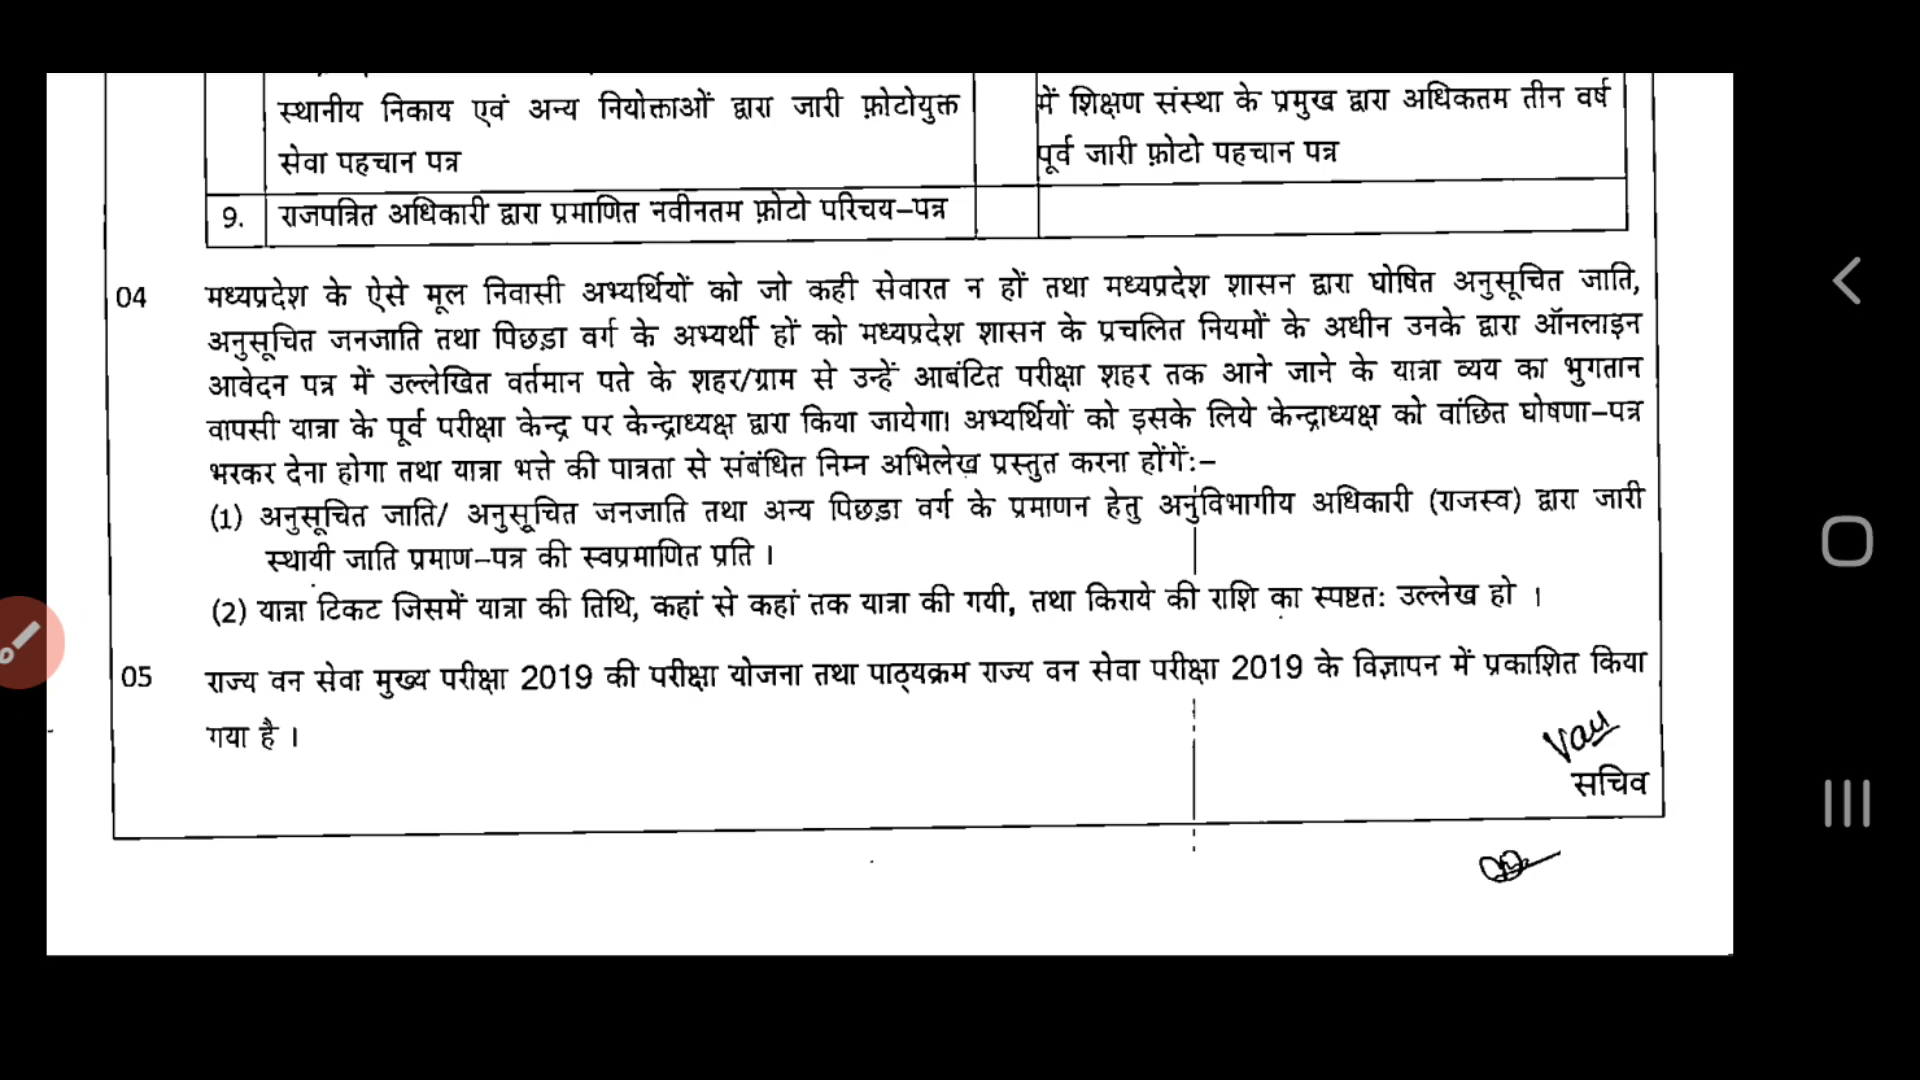 स्थानीय निकाय एवं अन्य नियोक्ताओं द्वारा जारी फ़ोटोयुक्त
सेवा पहचान पत्र
में शिक्षण संस्था के प्रमुख द्वारा अधिकतम तीन वर्ष
पूर्व जारी फ़ोटो पहचान पत्र
9. राजपत्रित अधिकारी द्वारा प्रमाणित नवीनतम फ़ोटो परिचय-पत्र
04 मध्यप्रदेश के ऐसे मूल निवासी अभ्यर्थियों को जो कही सेवारत न हों तथा मध्यप्रदेश शासन द्वारा घोषित अनुसूचित जाति,
अनुसूचित जनजाति तथा पिछड़ा वर्ग के अभ्यर्थी हों को मध्यप्रदेश शासन के प्रचलित नियमों के अधीन उनके द्वारा ऑनलाइन
आवेदन पत्र में उल्लेखित वर्तमान पते के शहर/ग्राम से उन्हें आबंटित परीक्षा शहर तक आने जाने के यात्रा व्यय का भुगतान
वापसी यात्रा के पूर्व परीक्षा केन्द्र पर केन्द्राध्यक्ष द्वारा किया जायेगा। अभ्यर्थियों को इसके लिये केन्द्राध्यक्ष को वांछित घोषणा-पत्र
भरकर देना होगा तथा यात्रा भत्ते की पात्रता से संबंधित निम्न अभिलेख प्रस्तुत करना होंगें:-
(1) अनुसूचित जाति/ अनुसूचित जनजाति तथा अन्य पिछड़ा वर्ग के प्रमाणन हेतु अनुविभागीय अधिकारी (राजस्व) द्वारा जारी
स्थायी जाति प्रमाण-पत्र की स्वप्रमाणित प्रति ।
(2) यात्रा टिकट जिसमें यात्रा की तिथि, कहां से कहां तक यात्रा की गयी, तथा किराये की राशि का स्पष्टतः उल्लेख हो ।
05 राज्य वन सेवा मुख्य परीक्षा 2019 की परीक्षा योजना तथा पाठ्यक्रम राज्य वन सेवा परीक्षा 2019 के विज्ञापन में प्रकाशित किया
गया है ।
सचिव